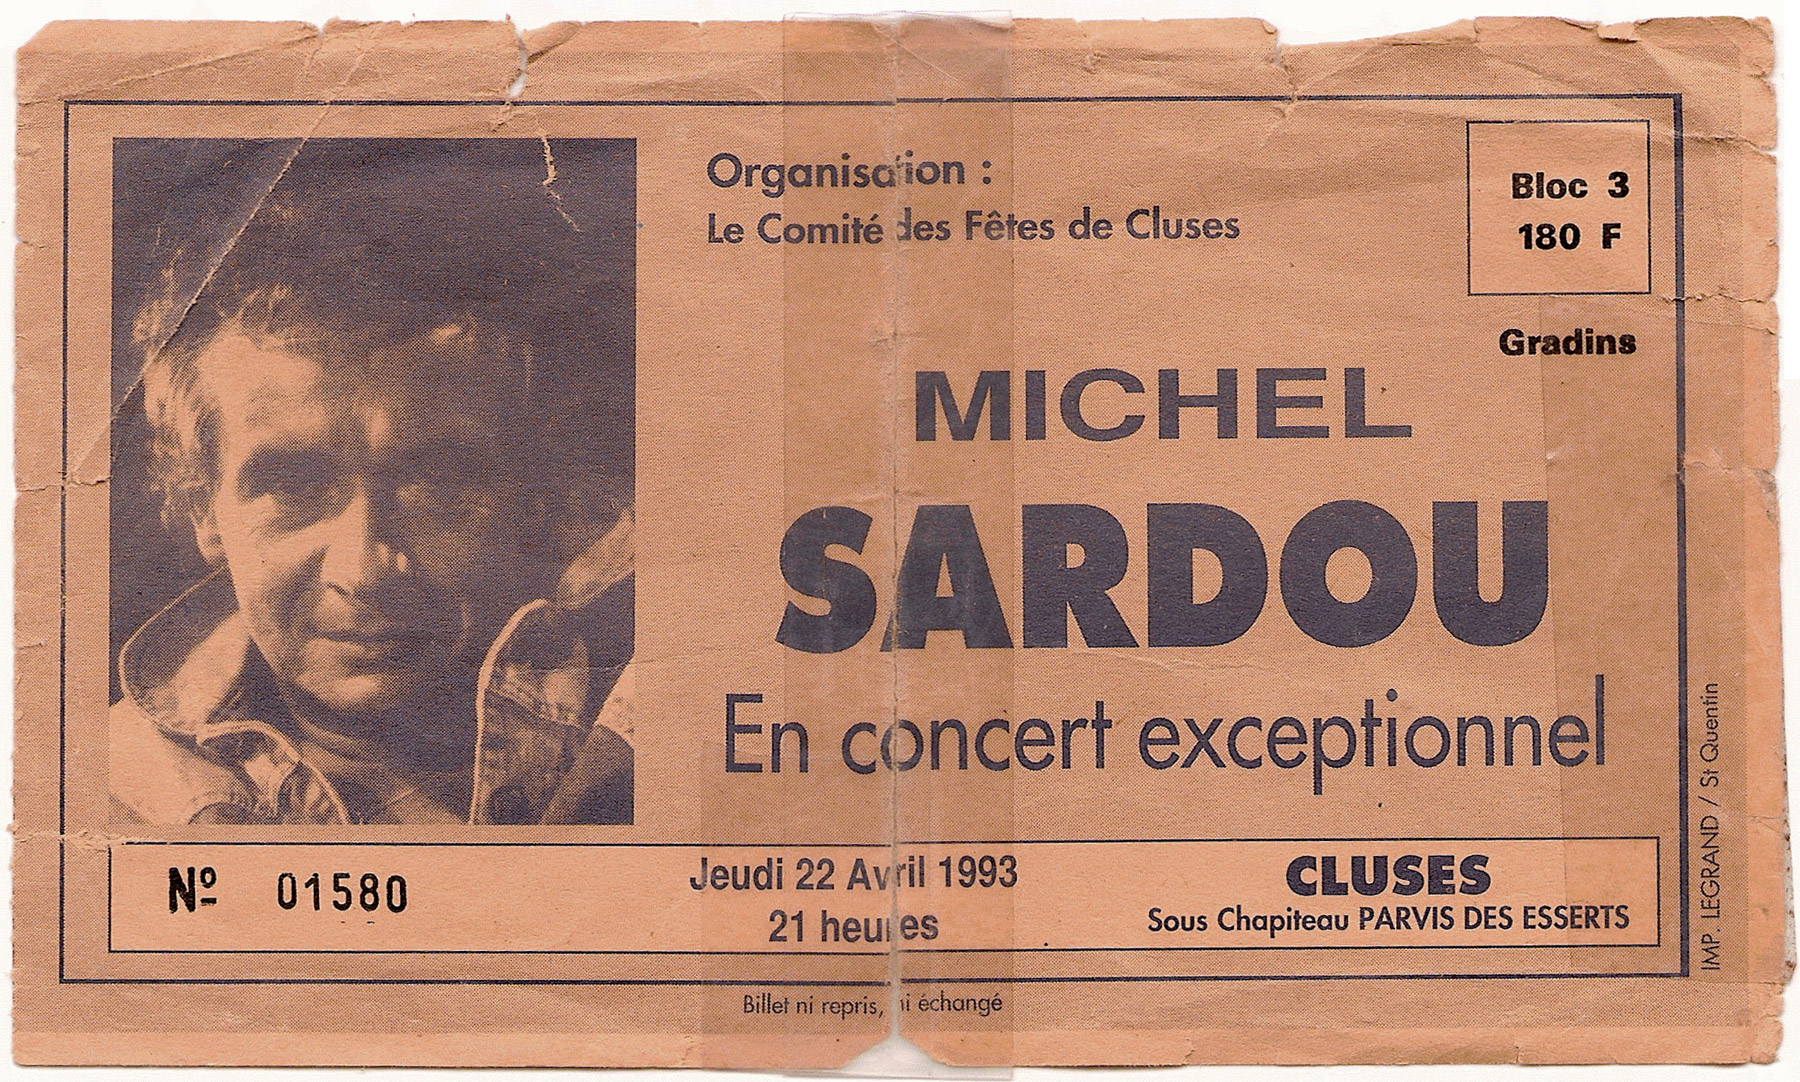 Organisation :
Le Comité des Fêtes de Cluses
Bloc 3
180 F
Gradins
MICHEL
SARDOU
En concert exceptionnel
Nº 01580
Jeudi 22 Avril 1993
21 heures
CLUSES
Sous Chapiteau PARVIS DES ESSERTS
Billet ni repris, ni échangé
IMP. LEGRAND / St Quentin